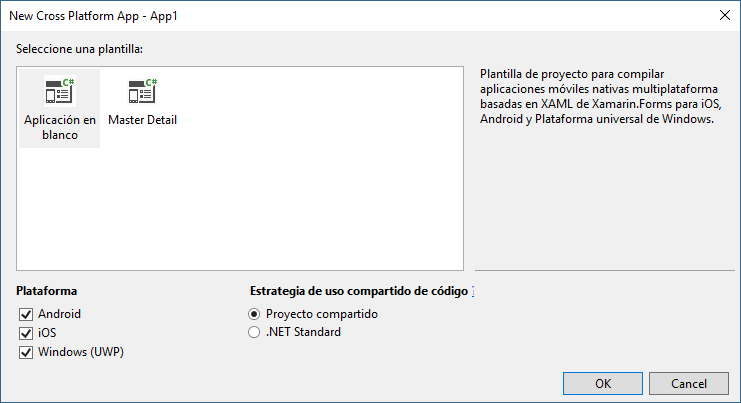 New Cross Platform App - App1
Seleccione una plantilla:
C#
Aplicación en
blanco
C#
Master Detail
Plantilla de proyecto para compilar
aplicaciones móviles nativas multiplataforma
basadas en XAML de Xamarin.Forms para iOS,
Android y Plataforma universal de Windows.
Plataforma
Android
iOS
Windows (UWP)
Estrategia de uso compartido de código
Proyecto compartido
.NET Standard
OK
Cancel